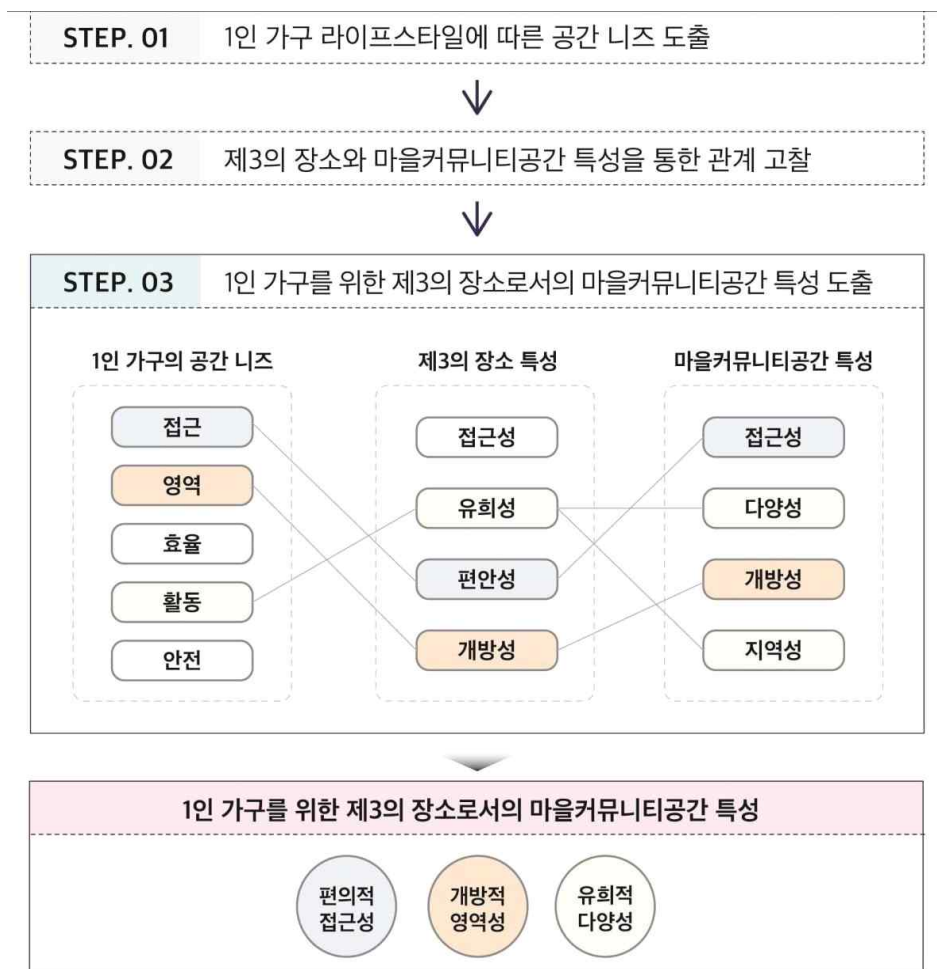 STEP. 01 1인 가구 라이프스타일에 따른 공간 니즈 도출
STEP. 02 제3의 장소와 마을커뮤니티공간 특성을 통한 관계 고찰
STEP. 03 1인 가구를 위한 제3의 장소로서의 마을커뮤니티공간 특성 도출
1인 가구의 공간 니즈
접근
영역
효율
활동
안전
제3의 장소 특성
접근성
유희성
편안성
개방성
마을커뮤니티공간 특성
접근성
다양성
개방성
지역성
1인 가구를 위한 제3의 장소로서의 마을커뮤니티공간 특성
편의적
접근성
개방적
영역성
유희적
다양성